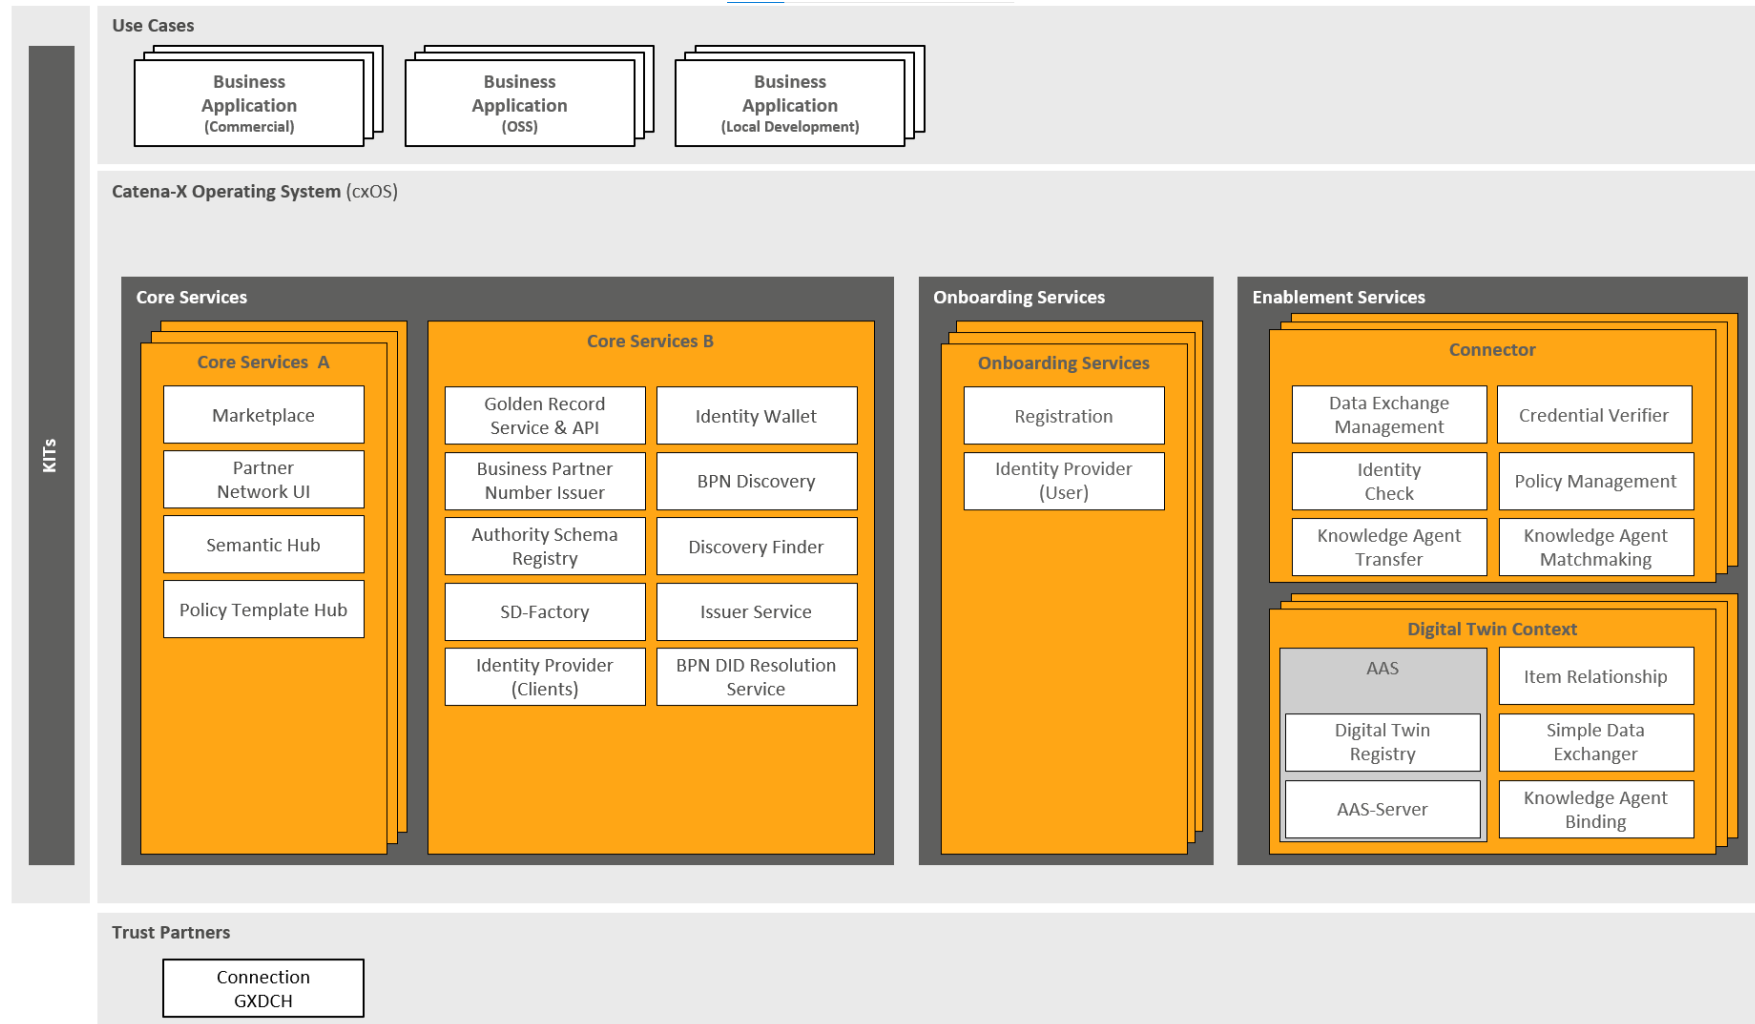 Use Cases
Business
Application
(Commercial)
Business
Application
(OSS)
Business
Application
(Local Development)
KITs
Catena-X Operating System (cxOS)
Core Services
Core Services A
Marketplace
Partner
Network UI
Semantic Hub
Policy Template Hub
Core Services B
Golden Record
Service & API
Identity Wallet
Business Partner
Number Issuer
BPN Discovery
Authority Schema
Registry
Discovery Finder
SD-Factory
Issuer Service
Identity Provider
(Clients)
BPN DID Resolution
Service
Onboarding Services
Onboarding Services
Registration
Identity Provider
(User)
Enablement Services
Connector
Data Exchange
Management
Credential Verifier
Identity
Check
Policy Management
Knowledge Agent
Transfer
Knowledge Agent
Matchmaking
Digital Twin Context
AAS
Digital Twin
Registry
AAS-Server
Item Relationship
Simple Data
Exchanger
Knowledge Agent
Binding
Trust Partners
Connection
GXDCH